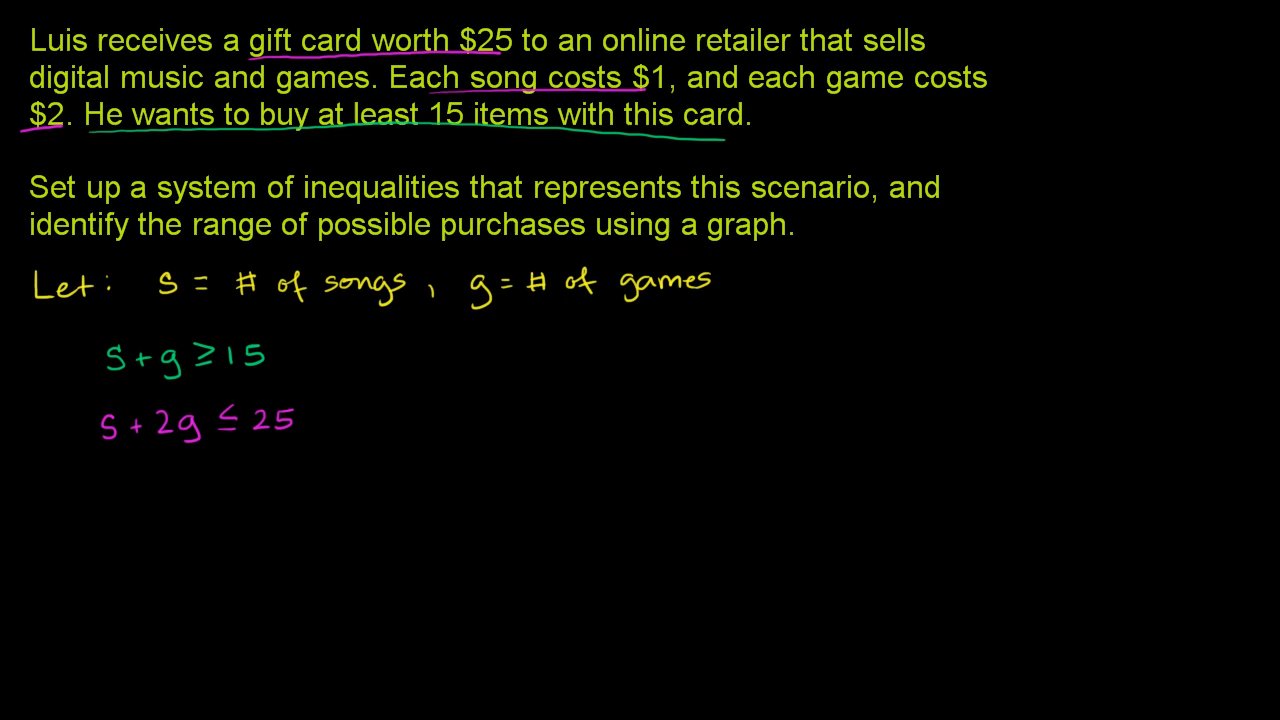 Luis receives a gift card worth $25 to an online retailer that sells
digital music and games. Each song costs $1, and each game costs
$2. He wants to buy at least 15 items with this card.
Set up a system of inequalities that represents this scenario, and
identify the range of possible purchases using a graph.
Let: s = # of songs, g = # of games
s + g ≥ 15
s + 2g ≤ 25